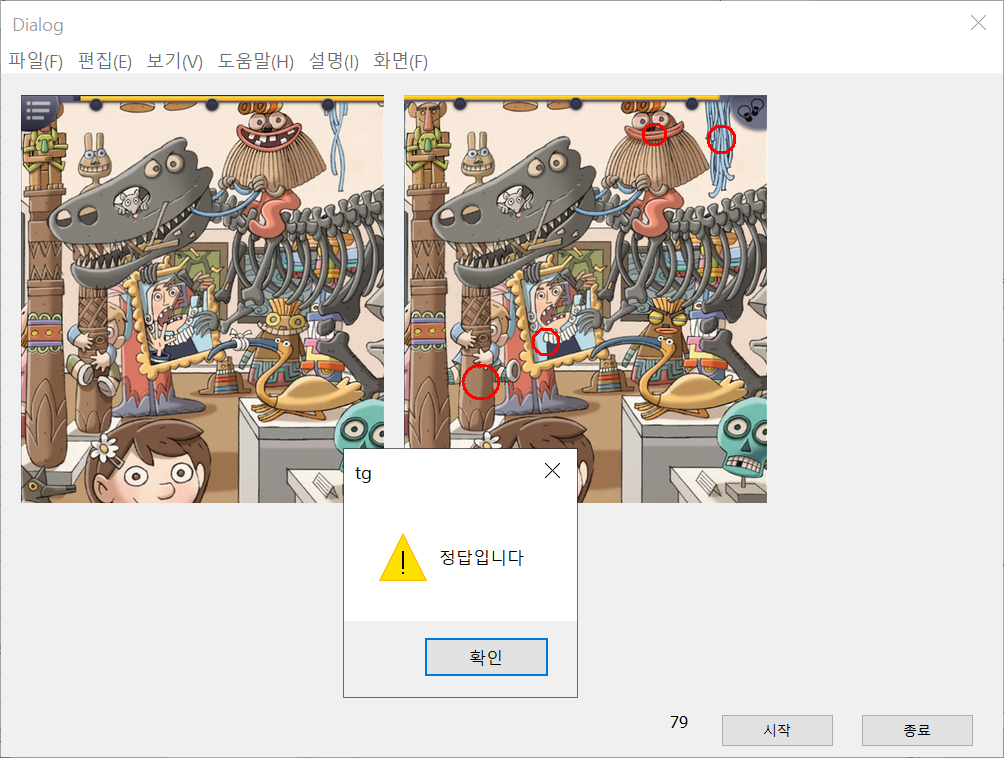 Dialog
파일(F) 편집(E) 보기(V) 도움말(H) 설명(I) 화면(F)
tg
정답입니다
확인
79 시작 종료